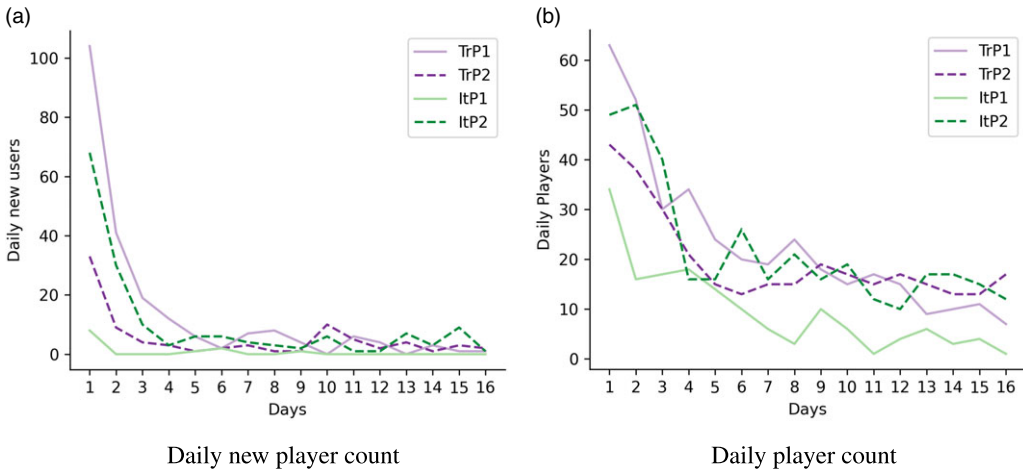 (a)
100
80
60
40
20
0
Daily new users
TrP1
TrP2
ItP1
ItP2
1 2 3 4 5 6 7 8 9 10 11 12 13 14 15 16
Days
Daily new player count
(b)
60
50
40
30
20
10
0
Daily Players
TrP1
TrP2
ItP1
ItP2
1 2 3 4 5 6 7 8 9 10 11 12 13 14 15 16
Days
Daily player count